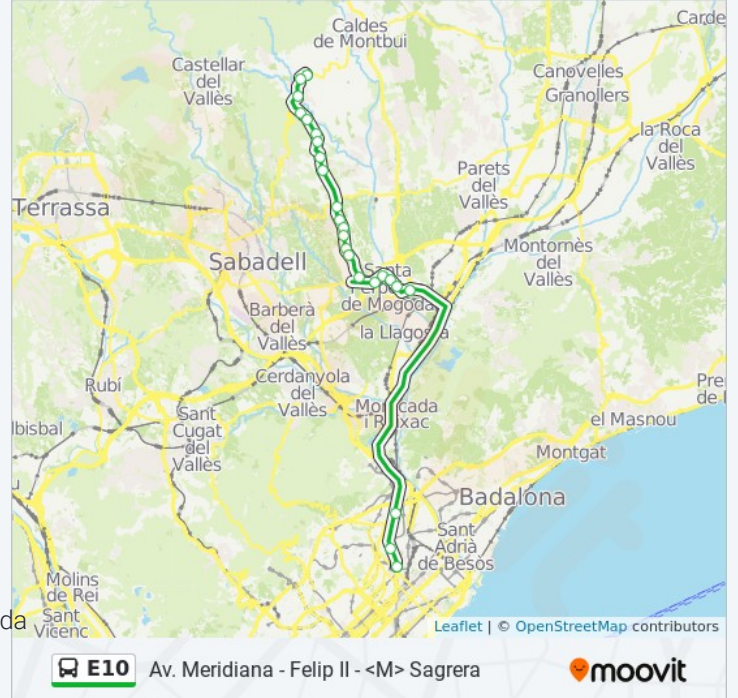 Carde
Caldes
de Montbui
Castellar
del
Vallès
Canovelles
Granollers
la Roca
del
Vallès
Parets
del
Vallès
Terrassa
Montornès
del
Vallès
Sabadell
Santa
de Mogoda
Barberà
del
Vallès
la Llagosta
Cerdanyola
del
Vallès
Rubí
Pre
de
Sant
Cugat
del
Vallès
lbisbal
el Masnou
Montgat
Badalona
Sant
Adrià
de Besòs
Molins
de Rei
da
Sant
Vicenç
Leaflet | © OpenStreetMap contributors
E10 Av. Meridiana - Felip II - <M> Sagrera
moovit